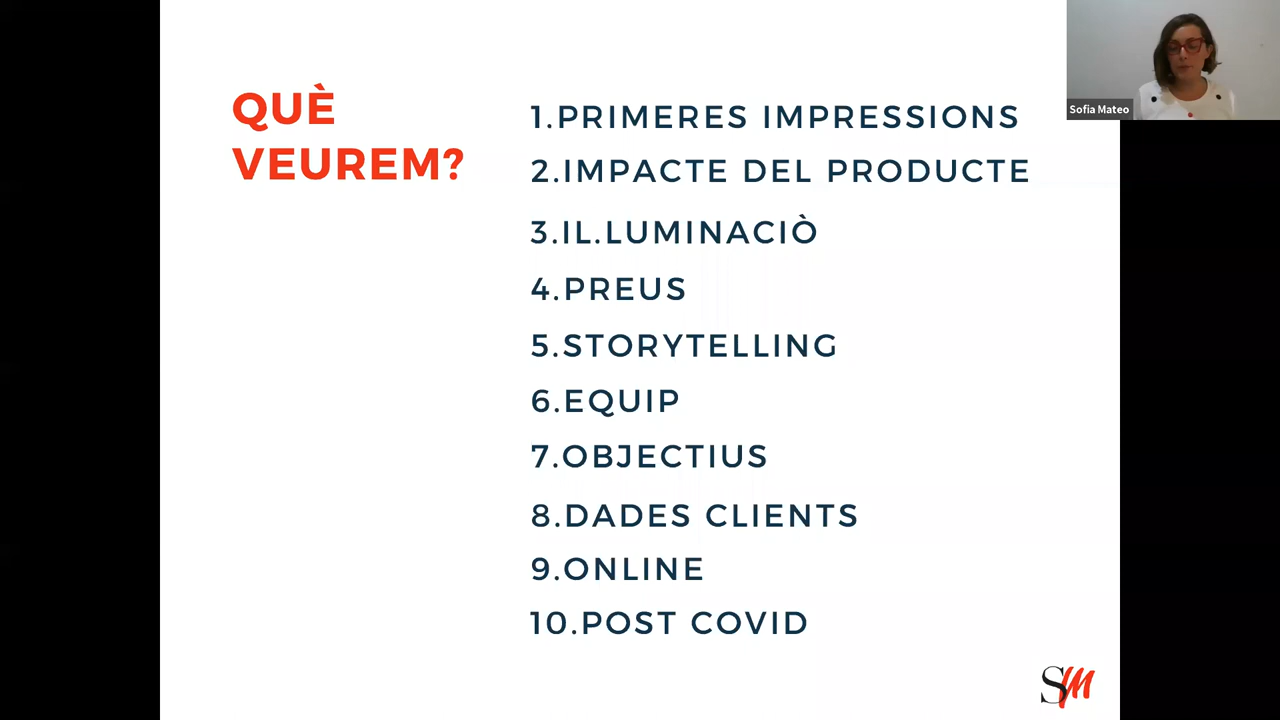 QUÈ
VEUREM?
1.PRIMERES IMPRESSIONS
2.IMPACTE DEL PRODUCTE
3.IL.LUMINACIÒ
4.PREUS
5.STORYTELLING
6.EQUIP
7.OBJECTIUS
8.DADES CLIENTS
9.ONLINE
10.POST COVID
Sofia Mateo
SM